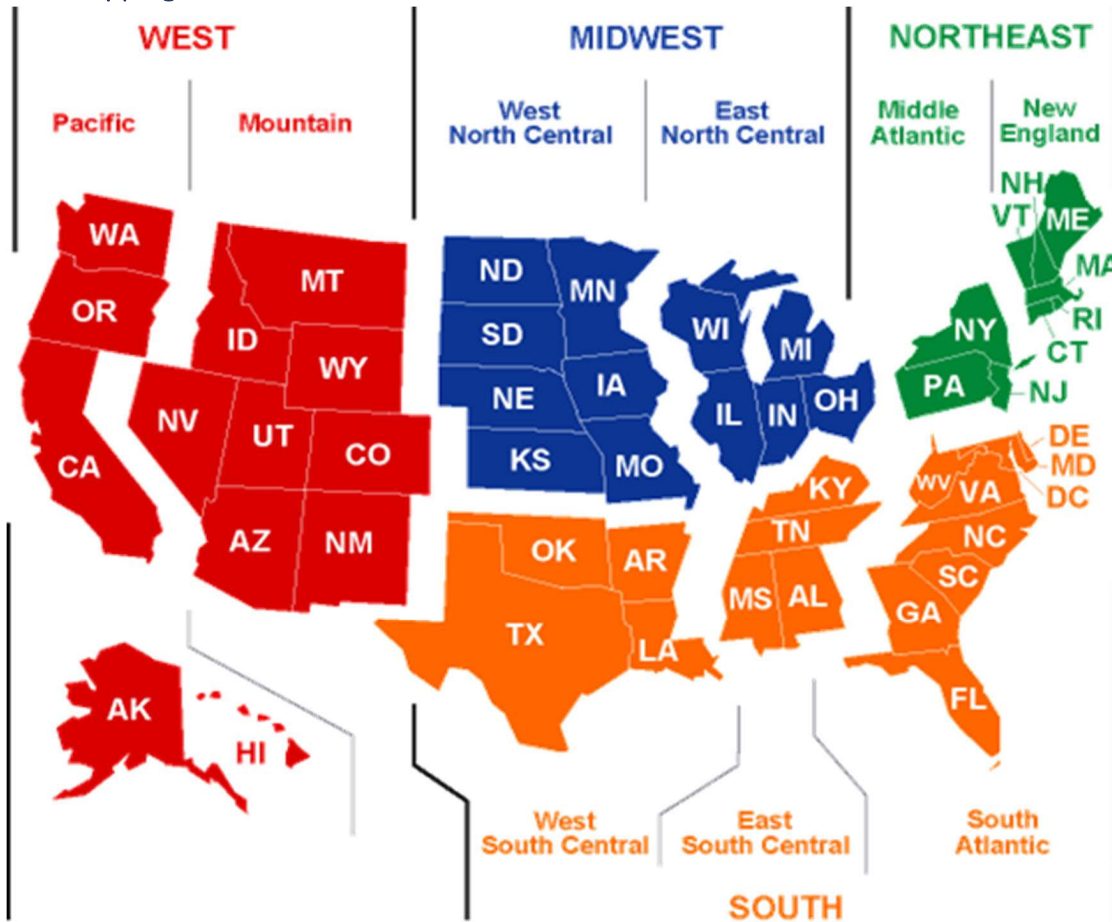 WEST
MIDWEST
NORTHEAST
Pacific
Mountain
West
North Central
East
North Central
Middle
Atlantic
New
England
WA
OR
CA
MT
ID
WY
NV
UT
CO
AZ
NM
AK
HI
ND
SD
NE
KS
MN
IA
MO
WI
MI
IL
IN
OH
NH
VT
ME
MA
RI
CT
NY
PA
NJ
DE
MD
DC
WV
VA
NC
SC
GA
FL
KY
TN
MS
AL
OK
AR
TX
LA
West
South Central
East
South Central
South
Atlantic
SOUTH